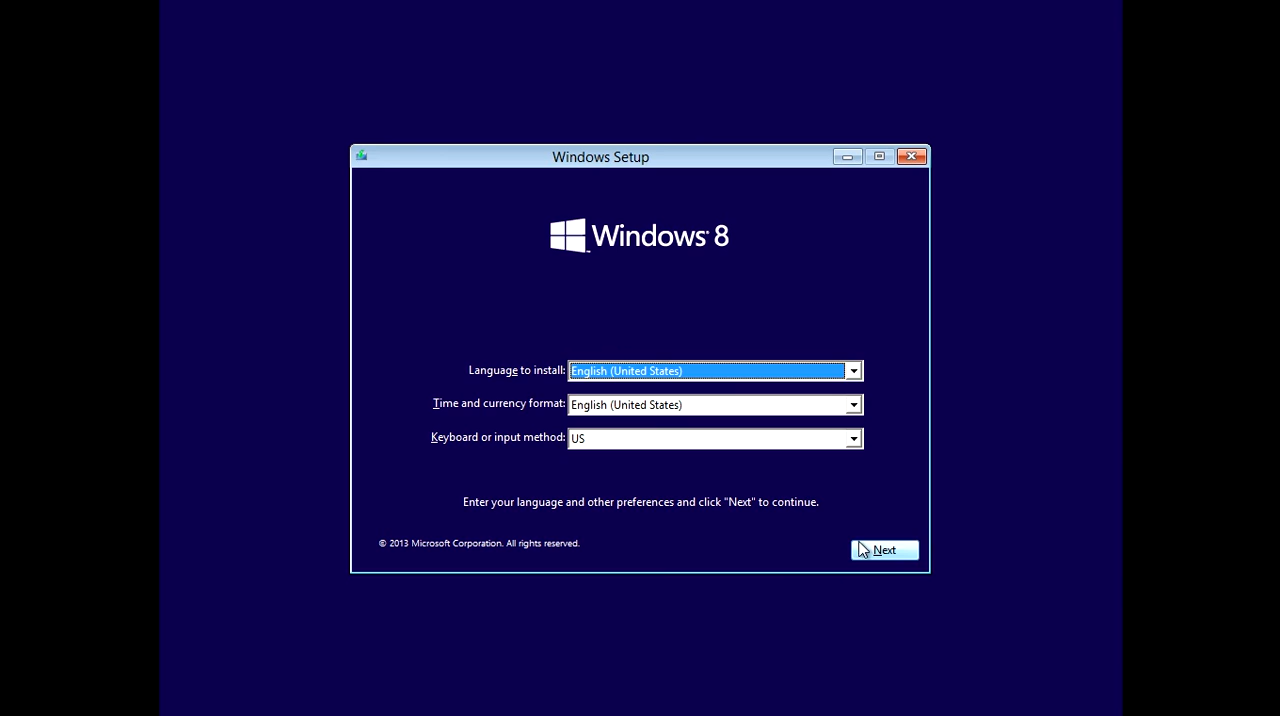 Windows Setup
Windows 8
Language to install: English (United States)
Time and currency format: English (United States)
Keyboard or input method: US
Enter your language and other preferences and click "Next" to continue.
© 2013 Microsoft Corporation. All rights reserved.
Next